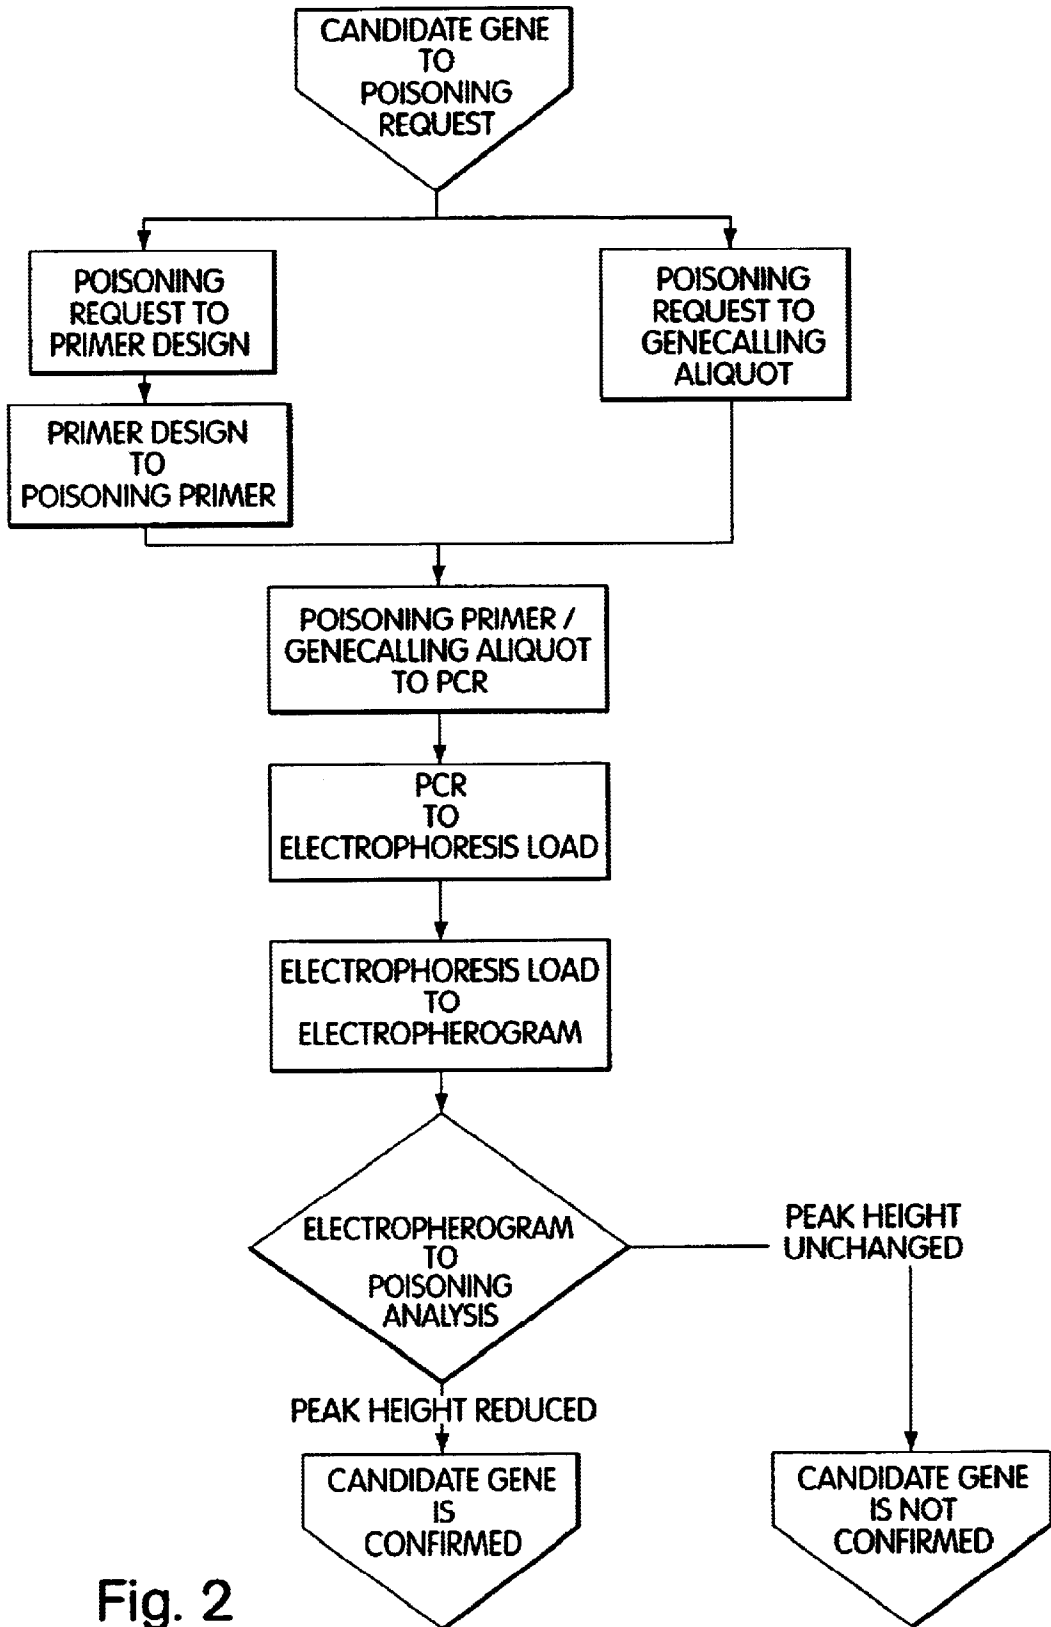 CANDIDATE GENE
TO
POISONING
REQUEST
POISONING
REQUEST TO
PRIMER DESIGN
POISONING
REQUEST TO
GENECALLING
ALIQUOT
PRIMER DESIGN
TO
POISONING PRIMER
POISONING PRIMER /
GENECALLING ALIQUOT
TO PCR
PCR
TO
ELECTROPHORESIS LOAD
ELECTROPHORESIS LOAD
TO
ELECTROPHEROGRAM
ELECTROPHEROGRAM
TO
POISONING
ANALYSIS
PEAK HEIGHT
UNCHANGED
PEAK HEIGHT REDUCED
CANDIDATE GENE
IS
CONFIRMED
CANDIDATE GENE
IS NOT
CONFIRMED
Fig. 2